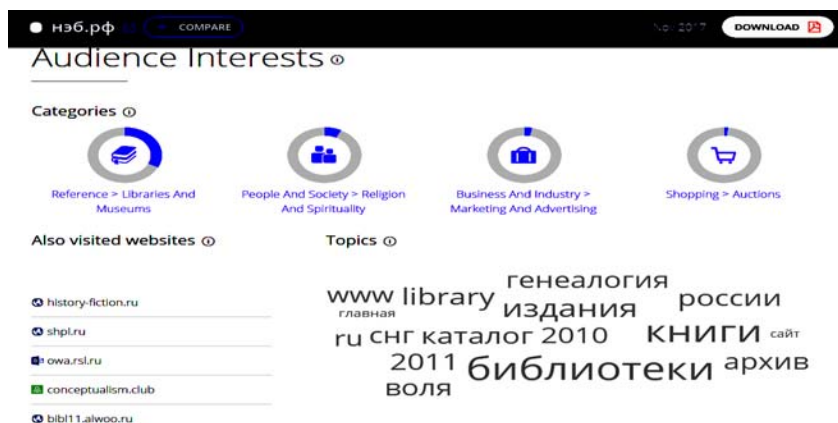 нэб.рф
COMPARE
2017
DOWNLOAD
Audience Interests
Categories
Reference > Libraries And
Museums
People And Society > Religion
And Spirituality
Business And Industry >
Marketing And Advertising
Shopping > Auctions
Also visited websites
history-fiction.ru
shpl.ru
owa.rsl.ru
conceptualism.club
bibl11.aiwoo.ru
Topics
генеалогия
www library издания россии
главная
ru снг каталог 2010 книги сайт
2011 библиотеки архив
воля